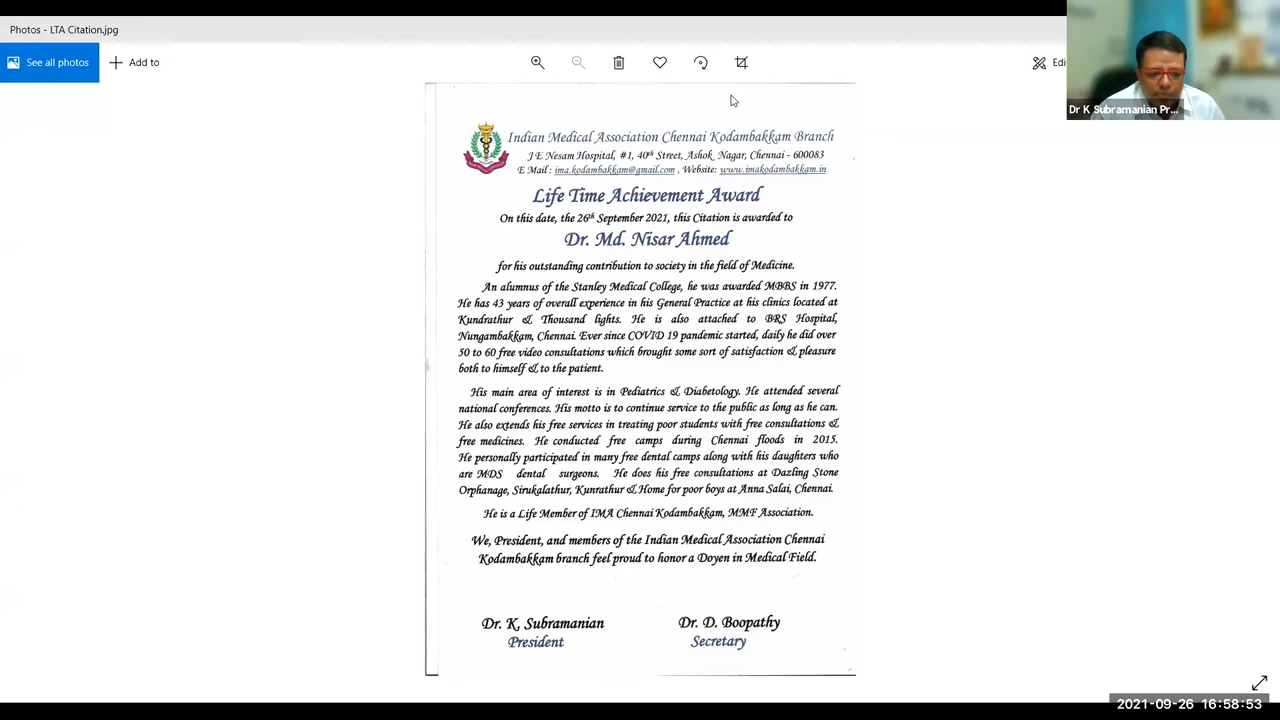 Photos - LTA Citation.jpg
See all photos
Add to
Dr K Subramanian Pr...
Indian Medical Association Chennai Kodambakkam Branch
J E Nesam Hospital, #1, 40th Street, Ashok Nagar, Chennai - 600083
E Mail : ima.kodambakkam@gmail.com , Website: www.imakodambakkam.in
Life Time Achievement Award
On this date, the 26th September 2021, this Citation is awarded to
Dr. Md. Nisar Ahmed
for his outstanding contribution to society in the field of Medicine.
An alumnus of the Stanley Medical College, he was awarded MBBS in 1977.
He has 43 years of overall experience in his General Practice at his clinics located at
Kundrathur & Thousand lights. He is also attached to BRS Hospital,
Nungambakkam, Chennai. Ever since COVID 19 pandemic started, daily he did over
50 to 60 free video consultations which brought some sort of satisfaction & pleasure
both to himself & to the patient.
His main area of interest is in Pediatrics & Diabetology. He attended several
national conferences. His motto is to continue service to the public as long as he can.
He also extends his free services in treating poor students with free consultations &
free medicines. He conducted free camps during Chennai floods in 2015.
He personally participated in many free dental camps along with his daughters who
are MDS dental surgeons. He does his free consultations at Dazling Stone
Orphanage, Sirukalathur, Kunrathur & Home for poor boys at Anna Salai, Chennai.
He is a Life Member of IMA Chennai Kodambakkam, MMF Association.
We, President, and members of the Indian Medical Association Chennai
Kodambakkam branch feel proud to honor a Doyen in Medical Field.
Dr. K. Subramanian
President
Dr. D. Boopathy
Secretary
2021-09-26 16:58:53